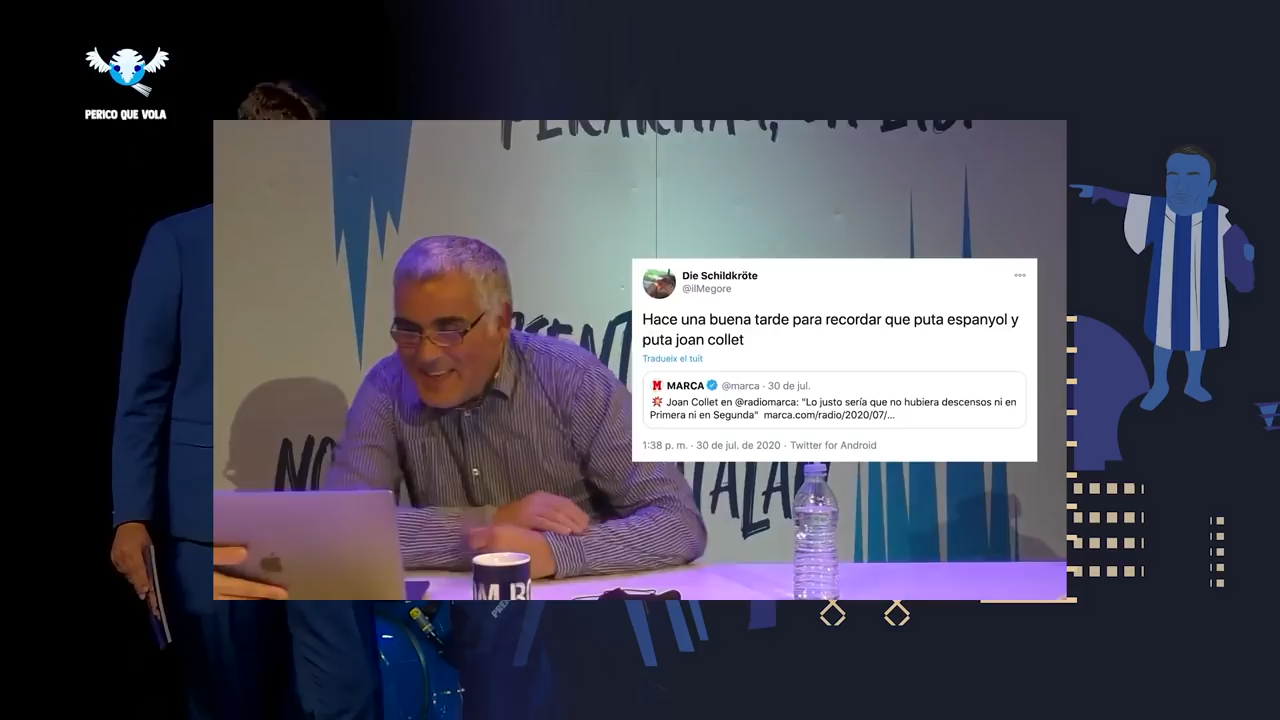 PERICO QUE VOLA
Die Schildkröte
@ilMegore
Hace una buena tarde para recordar que puta espanyol y
puta joan collet
Tradueix el tuit
MARCA @marca · 30 de jul.
💥 Joan Collet en @radiomarca: "Lo justo sería que no hubiera descensos ni en
Primera ni en Segunda" marca.com/radio/2020/07/...
1:38 p. m. · 30 de jul. de 2020 · Twitter for Android